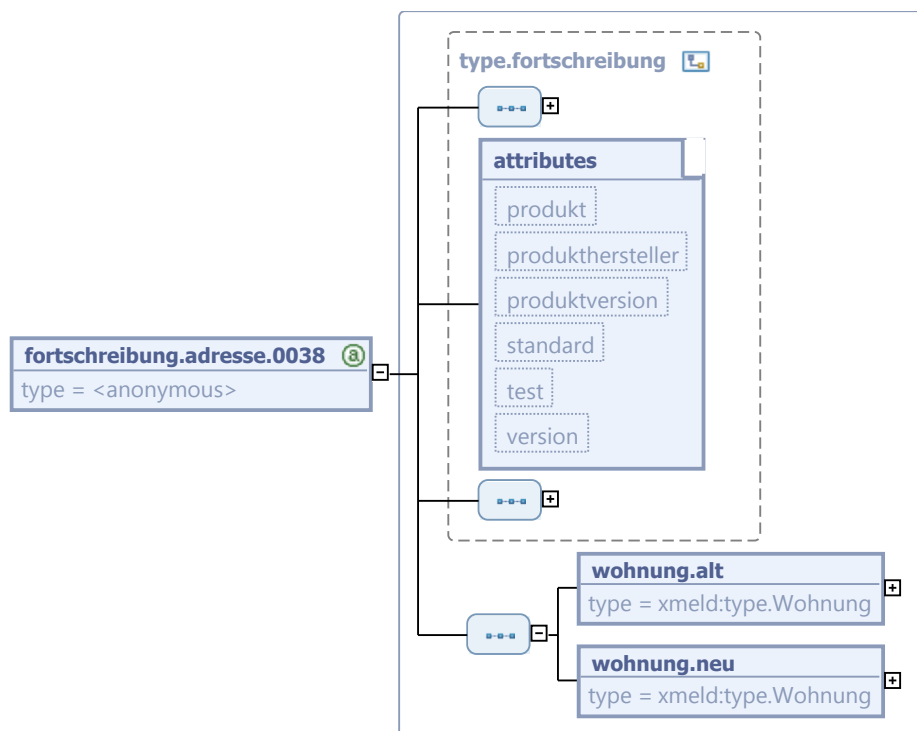 type.fortschreibung
attributes
produkt
produkthersteller
produktversion
standard
test
version
fortschreibung.adresse.0038 a
type = <anonymous>
wohnung.alt
type = xmeld:type.Wohnung
wohnung.neu
type = xmeld:type.Wohnung